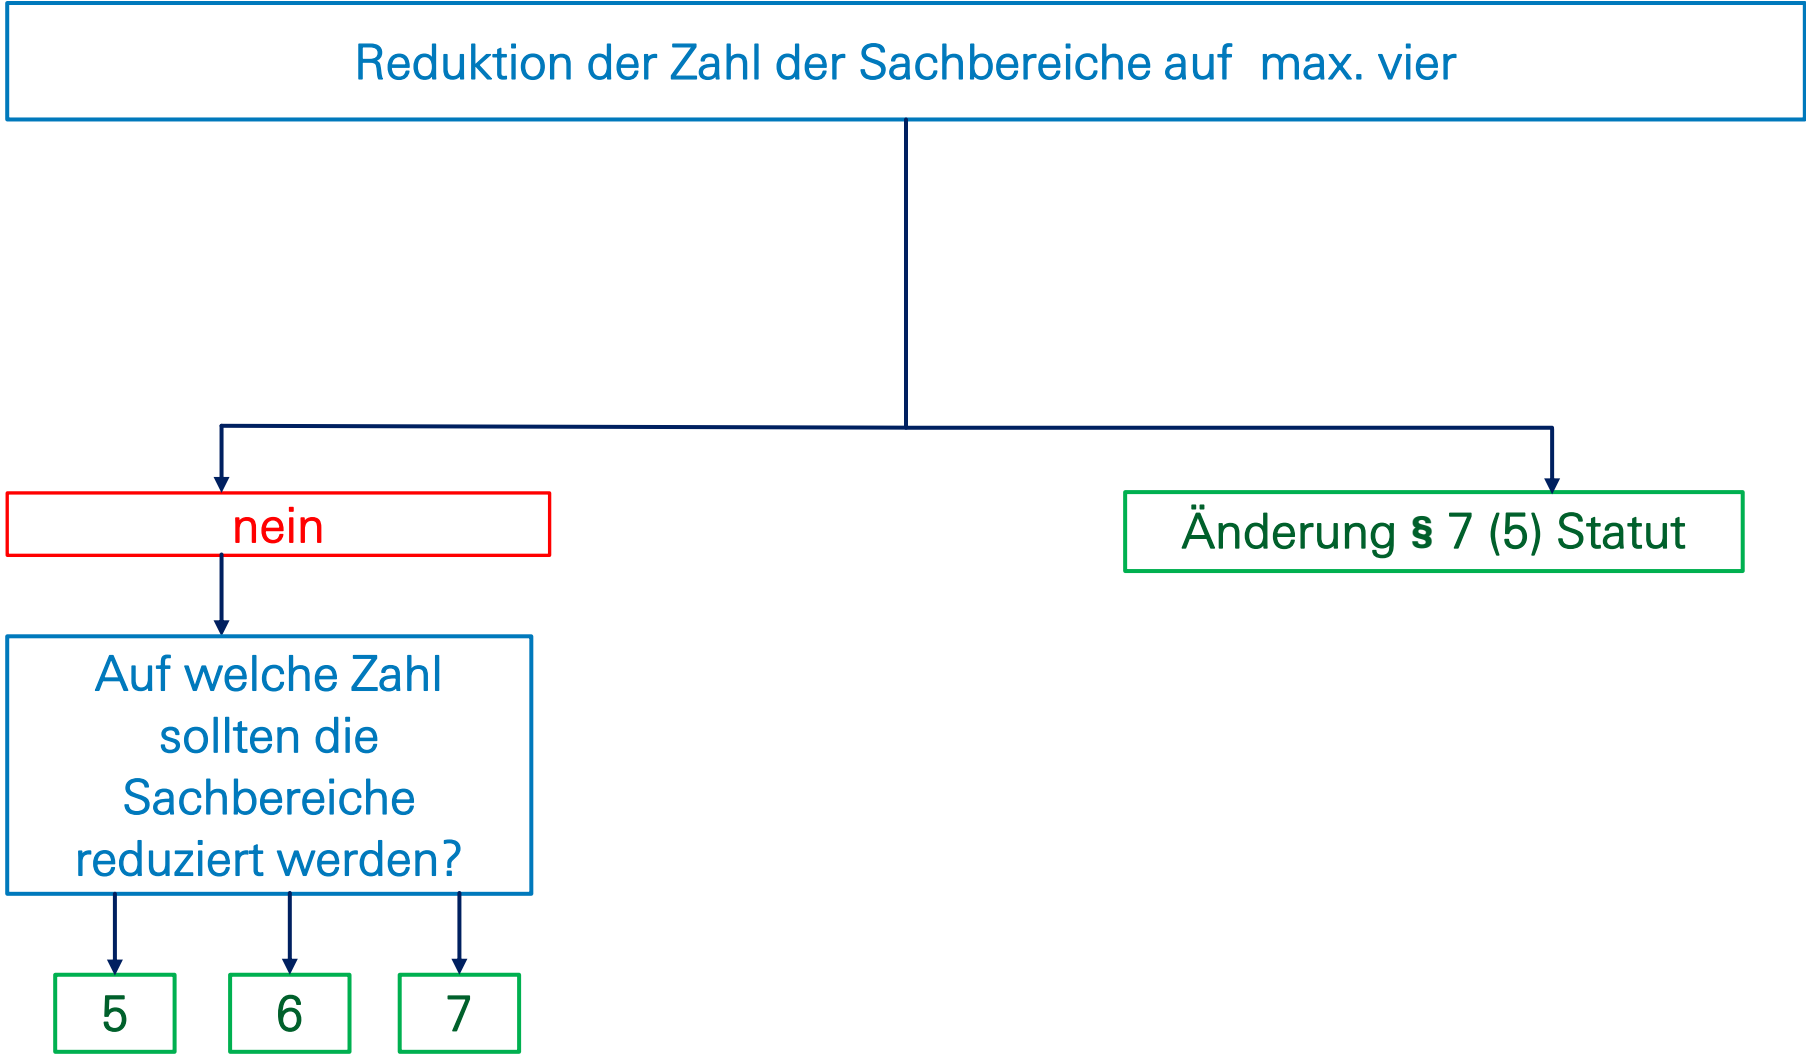 Reduktion der Zahl der Sachbereiche auf  max. vier
nein
Änderung § 7 (5) Statut
Auf welche Zahl
sollten die
Sachbereiche
reduziert werden?
5
6
7